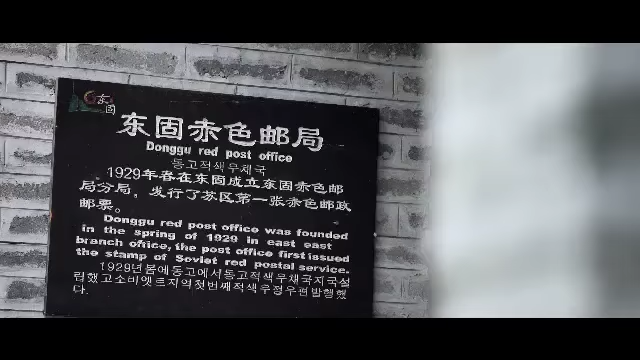 东固
东固赤色邮局
Donggu red post office
동고적색우체국
1929年春在东固成立东固赤色邮
局分局，发行了苏区第一张赤色邮政
邮票。
Donggu red post office was founded
in the spring of 1929 in east east
branch office, the post office first issued
the stamp of Soviet red postal service.
1929년봄에동고에서동고적색우채국지국설
립했고소비엣트지역첫번째적색우정우편발행했
다.